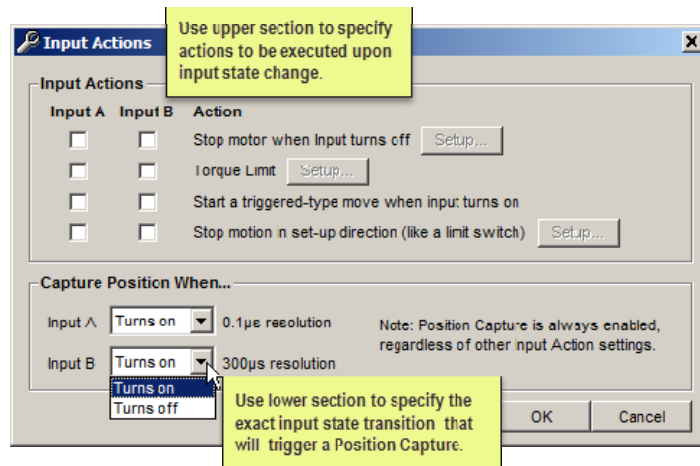 Use upper section to specify
actions to be executed upon
input state change.
Input Actions
Input Actions
Input A Input B Action
Stop motor when Input turns off Setup...
Torque Limit Setup...
Start a triggered-type move when input turns on
Stop motion in set-up direction (like a limit switch) Setup...
Capture Position When...
Input A Turns on 0.1µs resolution
Note: Position Capture is always enabled,
regardless of other Input Action settings.
Input B Turns on 300µs resolution
Turns on
Turns off
Use lower section to specify the
exact input state transition that
will trigger a Position Capture.
OK Cancel